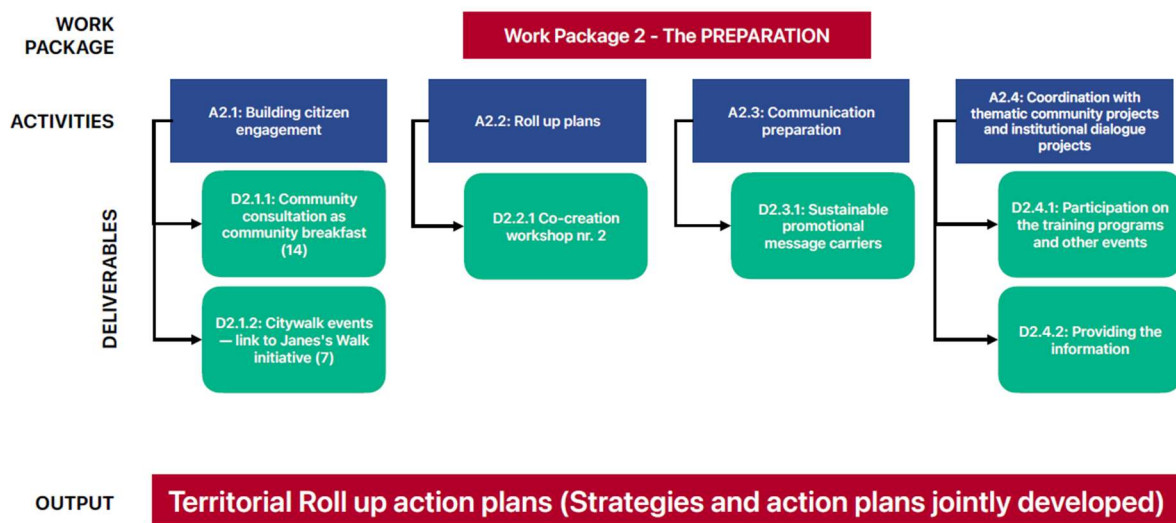 WORK
PACKAGE
Work Package 2 - The PREPARATION
ACTIVITIES
A2.1: Building citizen
engagement
A2.2: Roll up plans
A2.3: Communication
preparation
A2.4: Coordination with
thematic community projects
and institutional dialogue
projects
DELIVERABLES
D2.1.1: Community
consultation as
community breakfast
(14)
D2.2.1 Co-creation
workshop nr. 2
D2.3.1: Sustainable
promotional
message carriers
D2.4.1: Participation on
the training programs
and other events
D2.1.2: Citywalk events
— link to Janes's Walk
initiative (7)
D2.4.2: Providing the
information
OUTPUT
Territorial Roll up action plans (Strategies and action plans jointly developed)